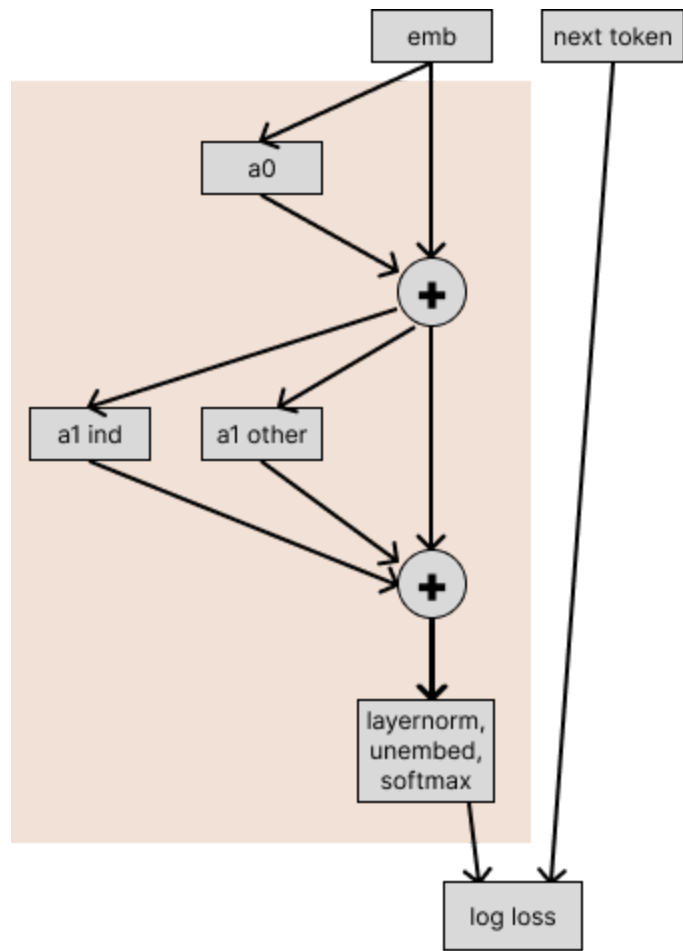 emb
next token
a0
+
a1 ind
a1 other
+
layernorm,
unembed,
softmax
log loss